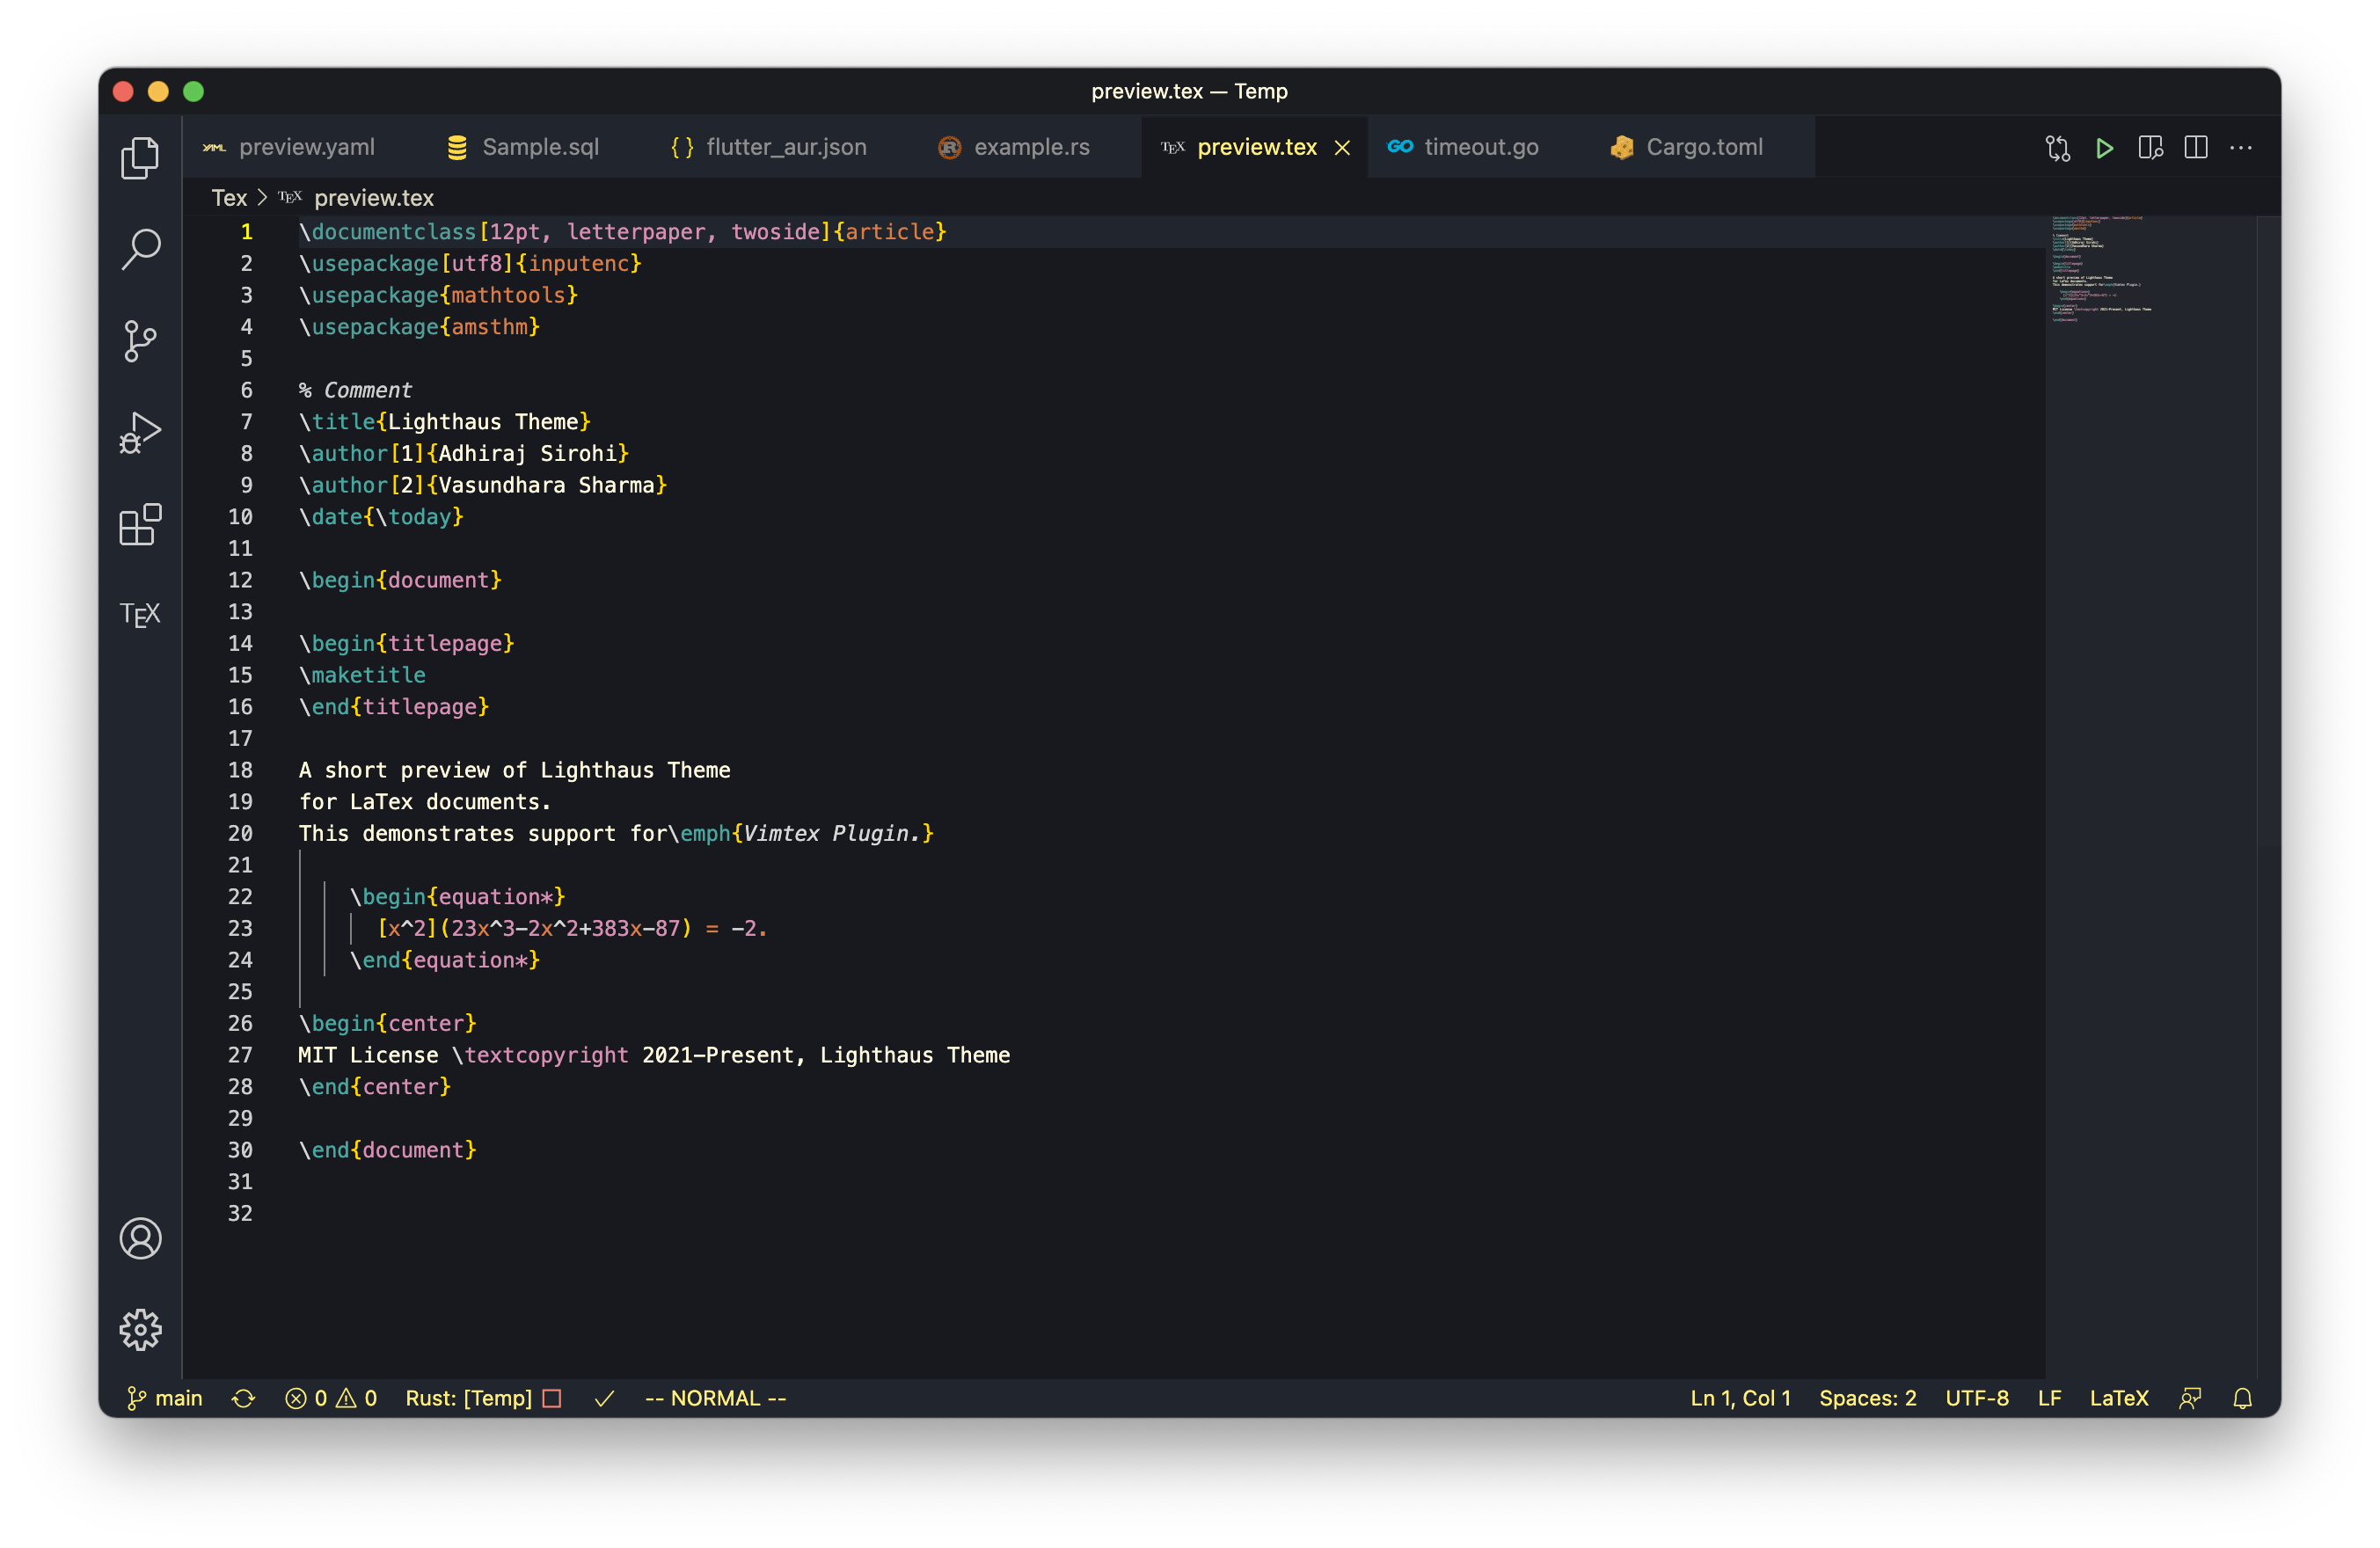 preview.tex — Temp
YAML preview.yaml Sample.sql {} flutter_aur.json R example.rs TEX preview.tex GO timeout.go Cargo.toml
Tex > TEX preview.tex
1 \documentclass[12pt, letterpaper, twoside]{article}
2 \usepackage[utf8]{inputenc}
3 \usepackage{mathtools}
4 \usepackage{amsthm}
5
6 % Comment
7 \title{Lighthaus Theme}
8 \author[1]{Adhiraj Sirohi}
9 \author[2]{Vasundhara Sharma}
10 \date{\today}
11
12 \begin{document}
13
14 \begin{titlepage}
15 \maketitle
16 \end{titlepage}
17
18 A short preview of Lighthaus Theme
19 for LaTex documents.
20 This demonstrates support for\emph{Vimtex Plugin.}
21
22 \begin{equation*}
23 [x^2](23x^3-2x^2+383x-87) = -2.
24 \end{equation*}
25
26 \begin{center}
27 MIT License \textcopyright 2021-Present, Lighthaus Theme
28 \end{center}
29
30 \end{document}
31
32
TEX
main 0 0 Rust: [Temp] -- NORMAL -- Ln 1, Col 1 Spaces: 2 UTF-8 LF LaTeX